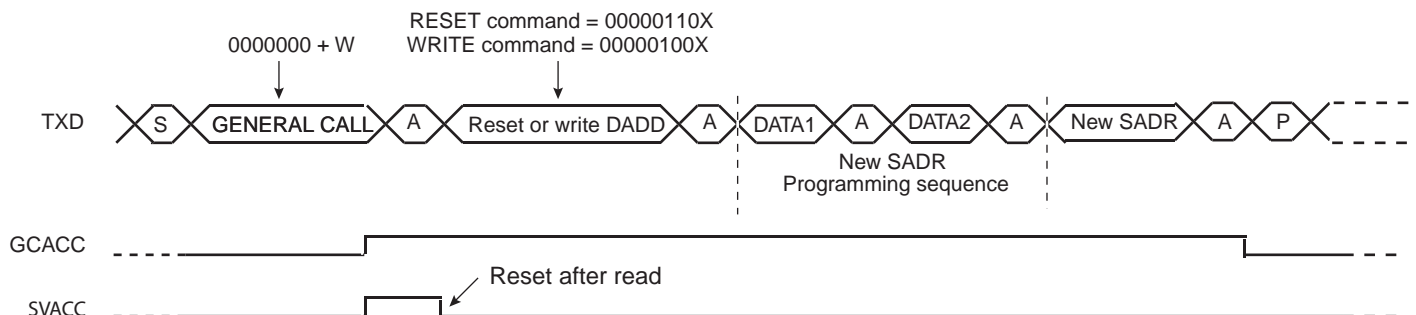 RESET command = 00000110X
0000000 + W
WRITE command = 00000100X
TXD
S
GENERAL CALL
A
Reset or write DADD
A
DATA1
A
DATA2
A
New SADR
A
P
New SADR
Programming sequence
GCACC
Reset after read
SVACC